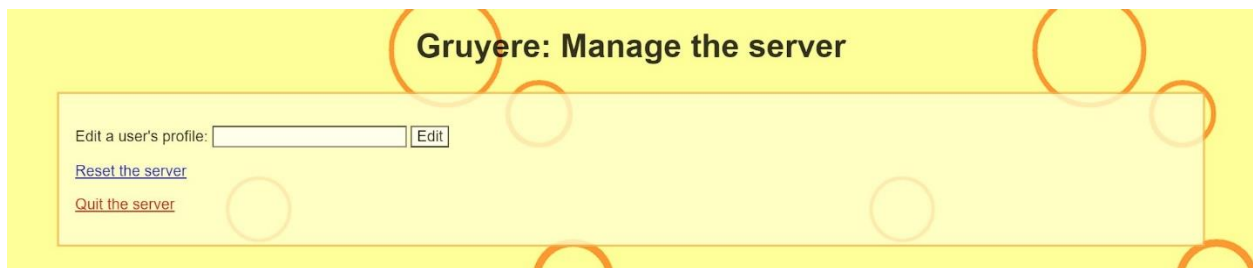 Gruyere: Manage the server
Edit a user's profile: Edit
Reset the server
Quit the server